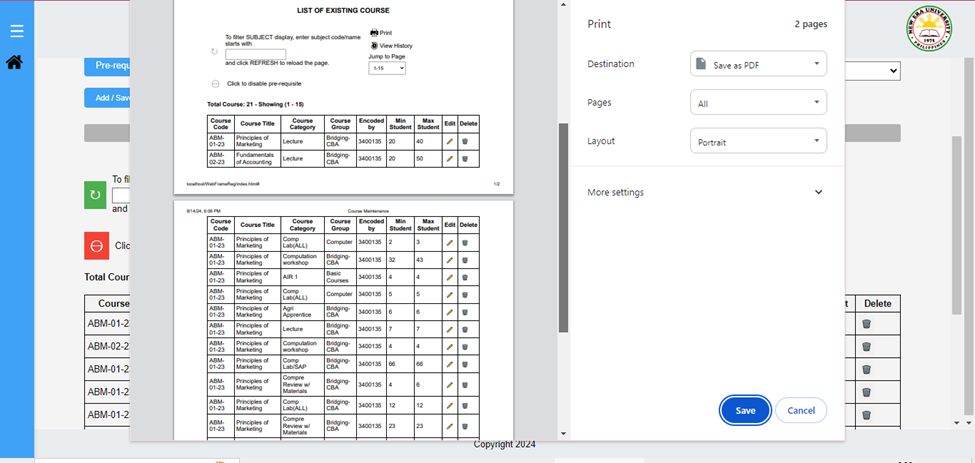 LIST OF EXISTING COURSE
To filter SUBJECT display, enter subject code/name
starts with
and click REFRESH to reload the page.
Click to disable pre-requisite
Print
View History
Jump to Page
1-15
Total Course: 21 - Showing (1 - 15)
Course Code Course Title Course Category Course Group Encoded by Min Student Max Student Edit Delete
ABM-01-23 Principles of Marketing Lecture Bridging-CBA 3400135 20 40
ABM-02-23 Fundamentals of Accounting Lecture Bridging-CBA 3400135 20 50
localhost/WebFrameReg/index.html# 1/2
8/14/24, 6:06 PM Course Maintenance
Course Code Course Title Course Category Course Group Encoded by Min Student Max Student Edit Delete
ABM-01-23 Principles of Marketing Comp Lab(ALL) Computer 3400135 2 3
ABM-01-23 Principles of Marketing Computation workshop Bridging-CBA 3400135 32 43
ABM-01-23 Principles of Marketing AIR 1 Basic Courses 3400135 4 4
ABM-01-23 Principles of Marketing Comp Lab(ALL) Computer 3400135 5 5
ABM-01-23 Principles of Marketing Agri Apprentice Bridging-CBA 3400135 6 6
ABM-01-23 Principles of Marketing Lecture Bridging-CBA 3400135 7 7
ABM-01-23 Principles of Marketing Computation workshop Bridging-CBA 3400135 4 4
ABM-01-23 Principles of Marketing Comp Lab/SAP Bridging-CBA 3400135 66 66
ABM-01-23 Principles of Marketing Compre Review w/ Materials Bridging-CBA 3400135 4 6
ABM-01-23 Principles of Marketing Comp Lab(ALL) Bridging-CBA 3400135 12 12
ABM-01-23 Principles of Marketing Compre Review w/ Materials Bridging-CBA 3400135 23 23
Print 2 pages
Destination Save as PDF
Pages All
Layout Portrait
More settings
Save Cancel
NEW ERA UNIVERSITY
1975
PHILIPPINES
Pre-requ
Add / Sav
To fil
and
Clic
Total Cour
Course t Delete
ABM-01-2
ABM-02-2
ABM-01-2
ABM-01-2
ABM-01-2
Copyright 2024